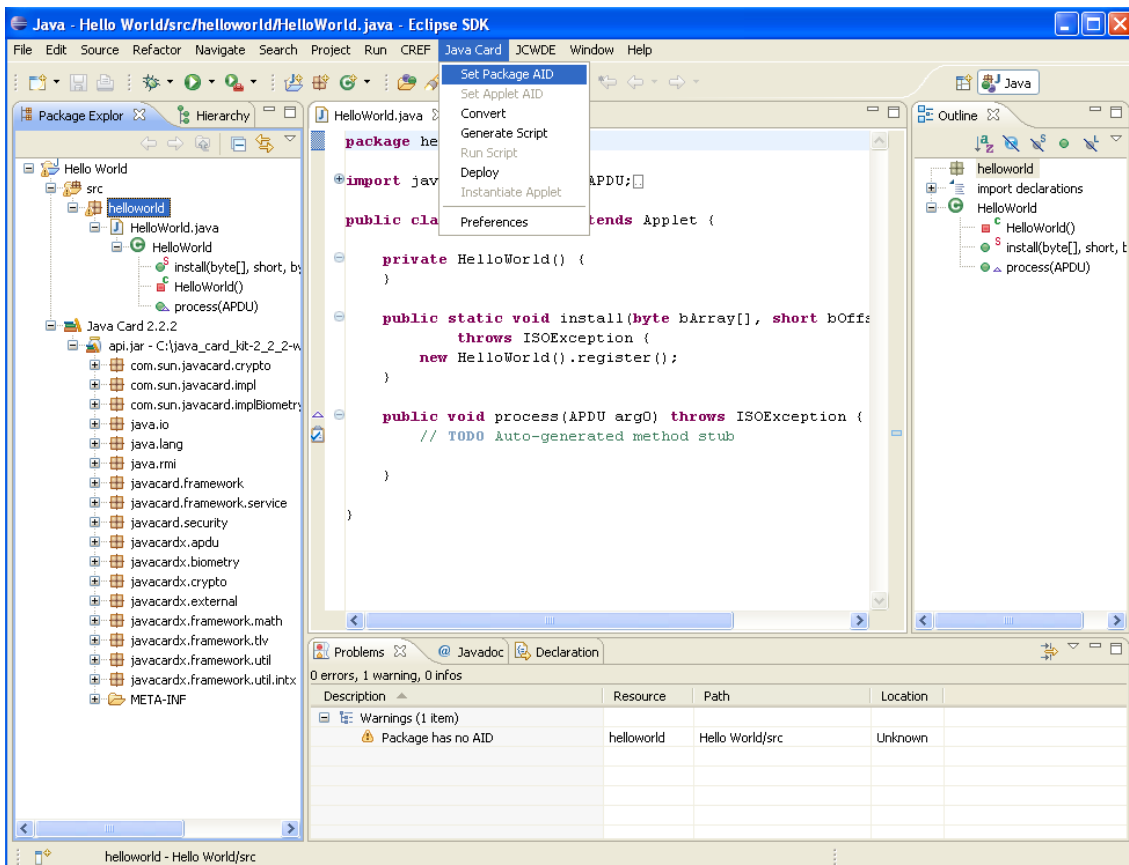 Java - Hello World/src/helloworld/HelloWorld.java - Eclipse SDK
File Edit Source Refactor Navigate Search Project Run CREF Java Card JCWDE Window Help
Java
Set Package AID
Set Applet AID
Convert
Generate Script
Run Script
Deploy
Instantiate Applet
Preferences
Package Explor
Hierarchy
Hello World
src
helloworld
HelloWorld.java
HelloWorld
install(byte[], short, by
HelloWorld()
process(APDU)
Java Card 2.2.2
api.jar - C:\java_card_kit-2_2_2-w
com.sun.javacard.crypto
com.sun.javacard.impl
com.sun.javacard.implBiometry
java.io
java.lang
java.rmi
javacard.framework
javacard.framework.service
javacard.security
javacardx.apdu
javacardx.biometry
javacardx.crypto
javacardx.external
javacardx.framework.math
javacardx.framework.tlv
javacardx.framework.util
javacardx.framework.util.intx
META-INF
HelloWorld.java
package he
import jav APDU;
public cla tends Applet {
private HelloWorld() {
}
public static void install(byte bArray[], short bOffs
throws ISOException {
new HelloWorld().register();
}
public void process(APDU arg0) throws ISOException {
// TODO Auto-generated method stub
}
}
Outline
helloworld
import declarations
HelloWorld
HelloWorld()
install(byte[], short, b
process(APDU)
Problems Javadoc Declaration
0 errors, 1 warning, 0 infos
Description Resource Path Location
Warnings (1 item)
Package has no AID helloworld Hello World/src Unknown
helloworld - Hello World/src